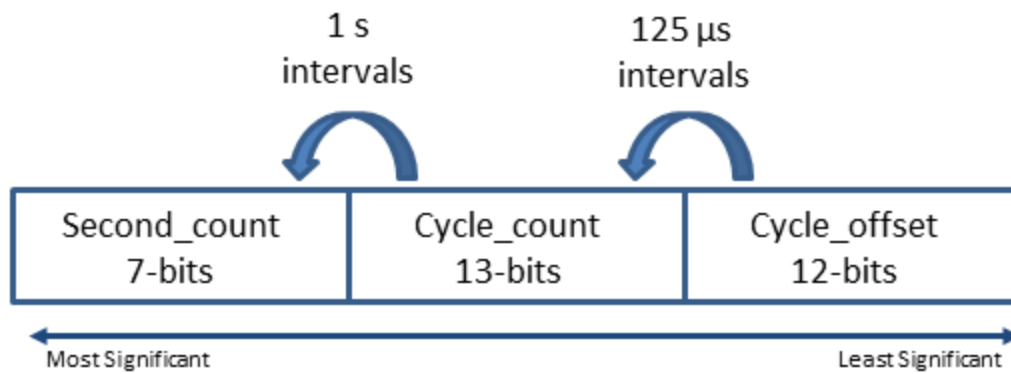 1 s
intervals
125 µs
intervals
Second_count
7-bits
Cycle_count
13-bits
Cycle_offset
12-bits
Most Significant
Least Significant